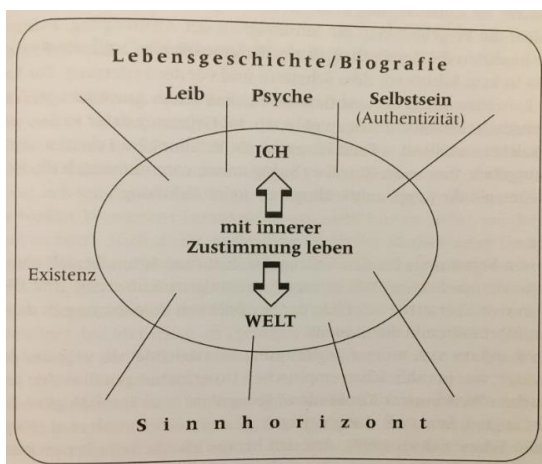 Lebensgeschichte/Biografie
Leib Psyche Selbstsein
(Authentizität)
ICH
mit innerer
Zustimmung leben
Existenz
WELT
Sinnhorizont